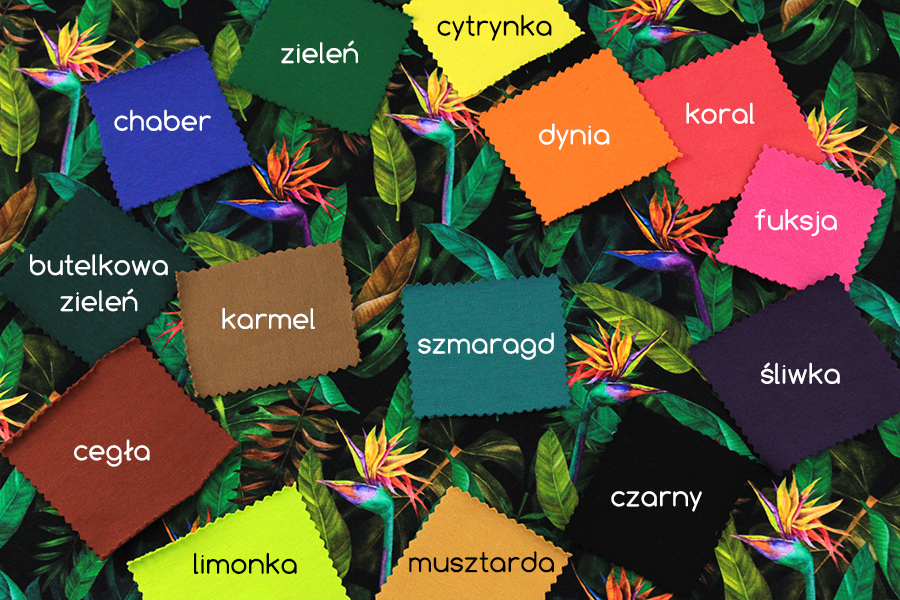 cytrynka
zieleń
chaber
dynia
koral
fuksja
butelkowa
zieleń
karmel
szmaragd
śliwka
cegła
czarny
limonka
musztarda